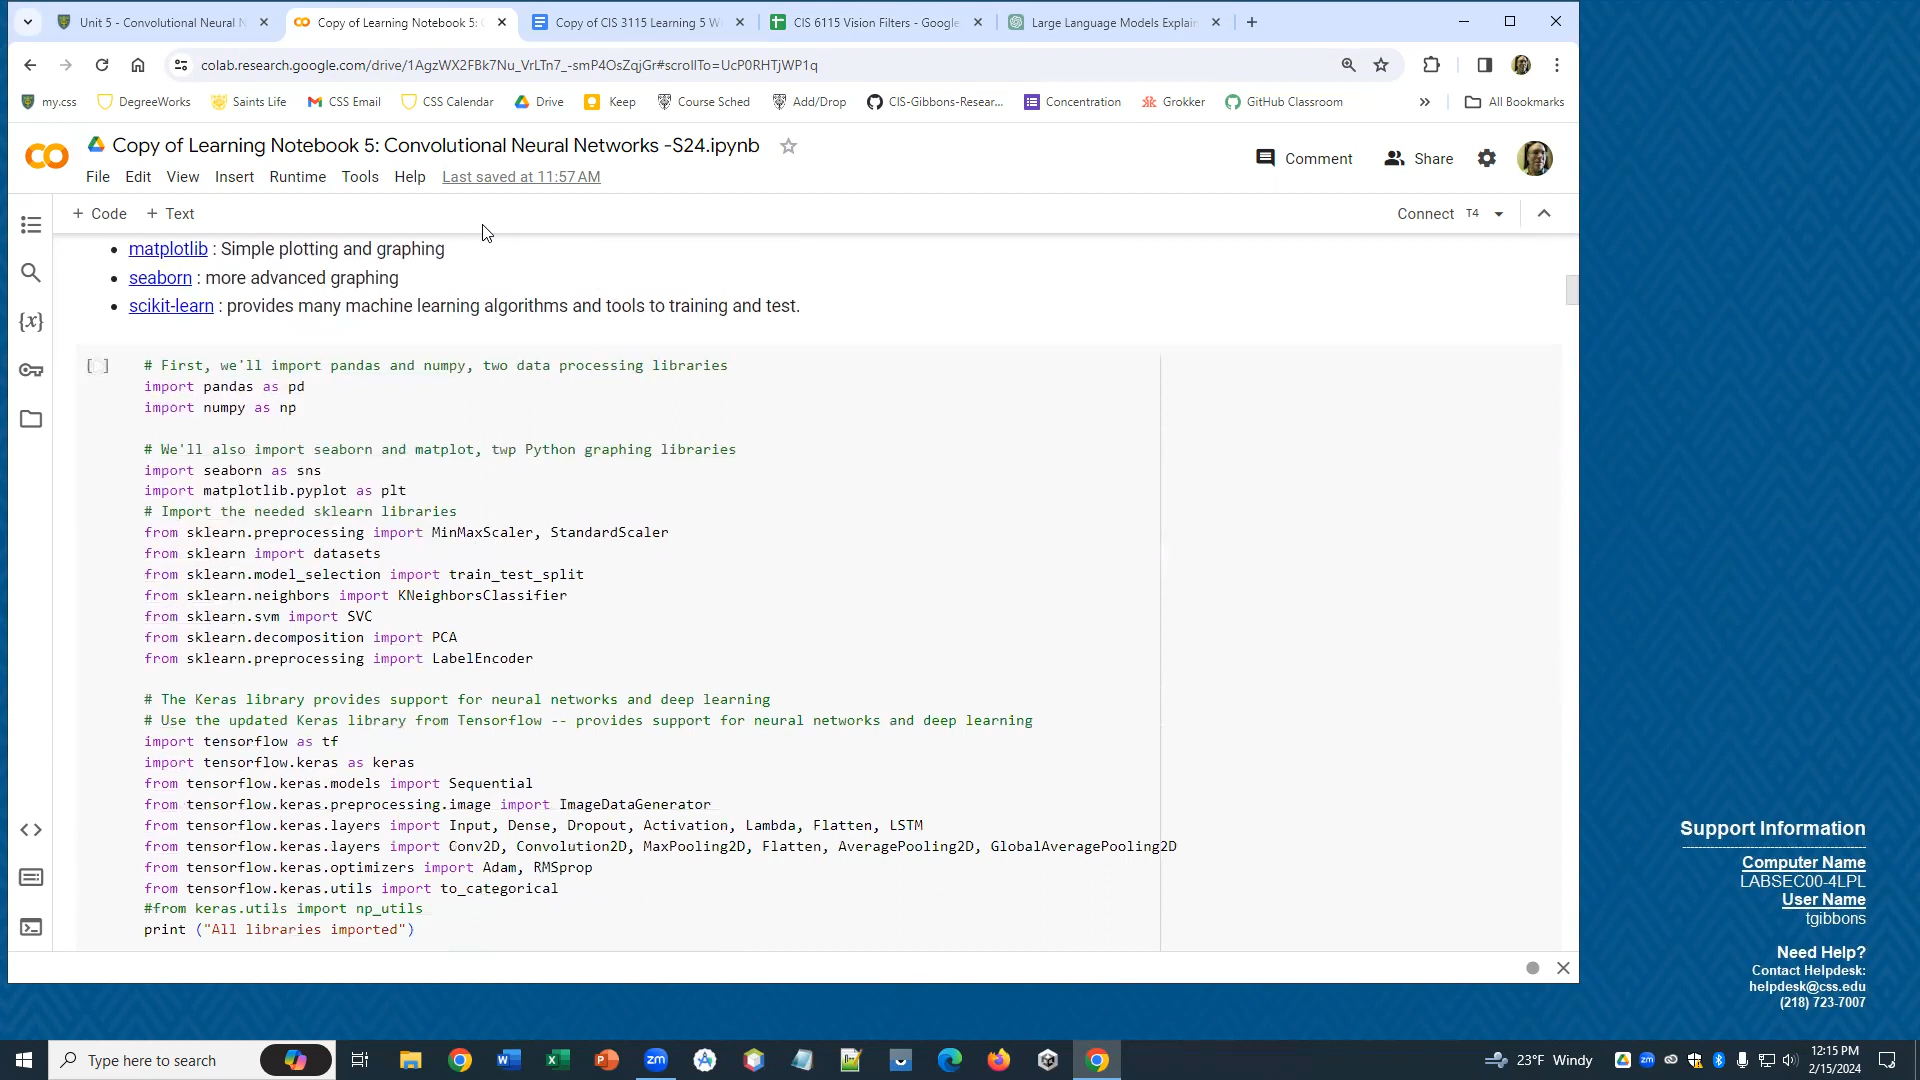 Unit 5 - Convolutional Neural N
Copy of Learning Notebook 5: C
Copy of CIS 3115 Learning 5 W
CIS 6115 Vision Filters - Google
Large Language Models Explain
colab.research.google.com/drive/1AgzWX2FBk7Nu_VrLTn7_-smP4OsZqjGr#scrollTo=UcP0RHTjWP1q
my.css
DegreeWorks
Saints Life
CSS Email
CSS Calendar
Drive
Keep
Course Sched
Add/Drop
CIS-Gibbons-Resear...
Concentration
Grokker
GitHub Classroom
All Bookmarks
Copy of Learning Notebook 5: Convolutional Neural Networks -S24.ipynb
Comment
Share
File Edit View Insert Runtime Tools Help Last saved at 11:57 AM
+ Code + Text
Connect T4
matplotlib : Simple plotting and graphing
seaborn : more advanced graphing
scikit-learn : provides many machine learning algorithms and tools to training and test.
[ ]
# First, we'll import pandas and numpy, two data processing libraries
import pandas as pd
import numpy as np
# We'll also import seaborn and matplot, twp Python graphing libraries
import seaborn as sns
import matplotlib.pyplot as plt
# Import the needed sklearn libraries
from sklearn.preprocessing import MinMaxScaler, StandardScaler
from sklearn import datasets
from sklearn.model_selection import train_test_split
from sklearn.neighbors import KNeighborsClassifier
from sklearn.svm import SVC
from sklearn.decomposition import PCA
from sklearn.preprocessing import LabelEncoder
# The Keras library provides support for neural networks and deep learning
# Use the updated Keras library from Tensorflow -- provides support for neural networks and deep learning
import tensorflow as tf
import tensorflow.keras as keras
from tensorflow.keras.models import Sequential
from tensorflow.keras.preprocessing.image import ImageDataGenerator
from tensorflow.keras.layers import Input, Dense, Dropout, Activation, Lambda, Flatten, LSTM
from tensorflow.keras.layers import Conv2D, Convolution2D, MaxPooling2D, Flatten, AveragePooling2D, GlobalAveragePooling2D
from tensorflow.keras.optimizers import Adam, RMSprop
from tensorflow.keras.utils import to_categorical
#from keras.utils import np_utils
print ("All libraries imported")
Support Information
Computer Name
LABSEC00-4LPL
User Name
tgibbons
Need Help?
Contact Helpdesk:
helpdesk@css.edu
(218) 723-7007
Type here to search
23°F Windy
12:15 PM
2/15/2024